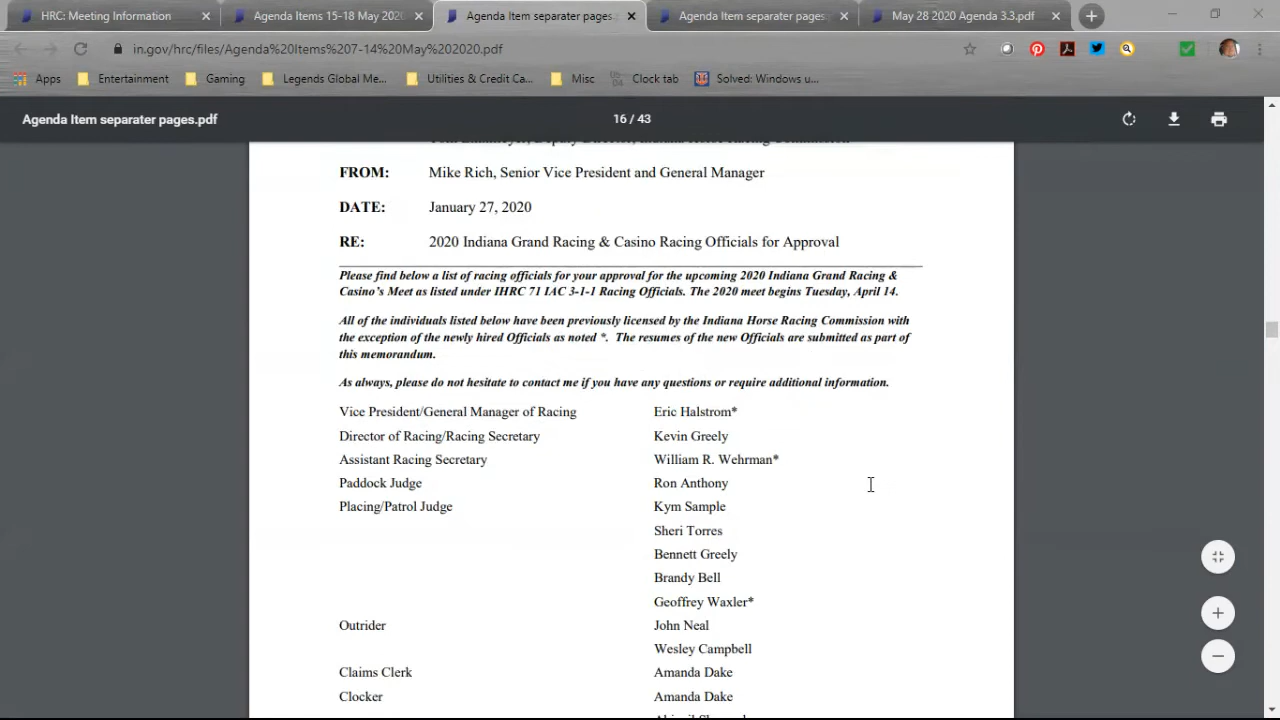 HRC: Meeting Information
Agenda Items 15-18 May 2020
Agenda Item separater pages.
Agenda Item separater pages.
May 28 2020 Agenda 3.3.pdf
in.gov/hrc/files/Agenda%20Items%207-14%20May%202020.pdf
Apps
Entertainment
Gaming
Legends Global Me...
Utilities & Credit Ca...
Misc
Clock tab
Solved: Windows u...
Agenda Item separater pages.pdf
16 / 43
FROM: Mike Rich, Senior Vice President and General Manager
DATE: January 27, 2020
RE: 2020 Indiana Grand Racing & Casino Racing Officials for Approval
Please find below a list of racing officials for your approval for the upcoming 2020 Indiana Grand Racing &
Casino's Meet as listed under IHRC 71 IAC 3-1-1 Racing Officials. The 2020 meet begins Tuesday, April 14.
All of the individuals listed below have been previously licensed by the Indiana Horse Racing Commission with
the exception of the newly hired Officials as noted *. The resumes of the new Officials are submitted as part of
this memorandum.
As always, please do not hesitate to contact me if you have any questions or require additional information.
Vice President/General Manager of Racing Eric Halstrom*
Director of Racing/Racing Secretary Kevin Greely
Assistant Racing Secretary William R. Wehrman*
Paddock Judge Ron Anthony
Placing/Patrol Judge Kym Sample
Sheri Torres
Bennett Greely
Brandy Bell
Geoffrey Waxler*
Outrider John Neal
Wesley Campbell
Claims Clerk Amanda Dake
Clocker Amanda Dake